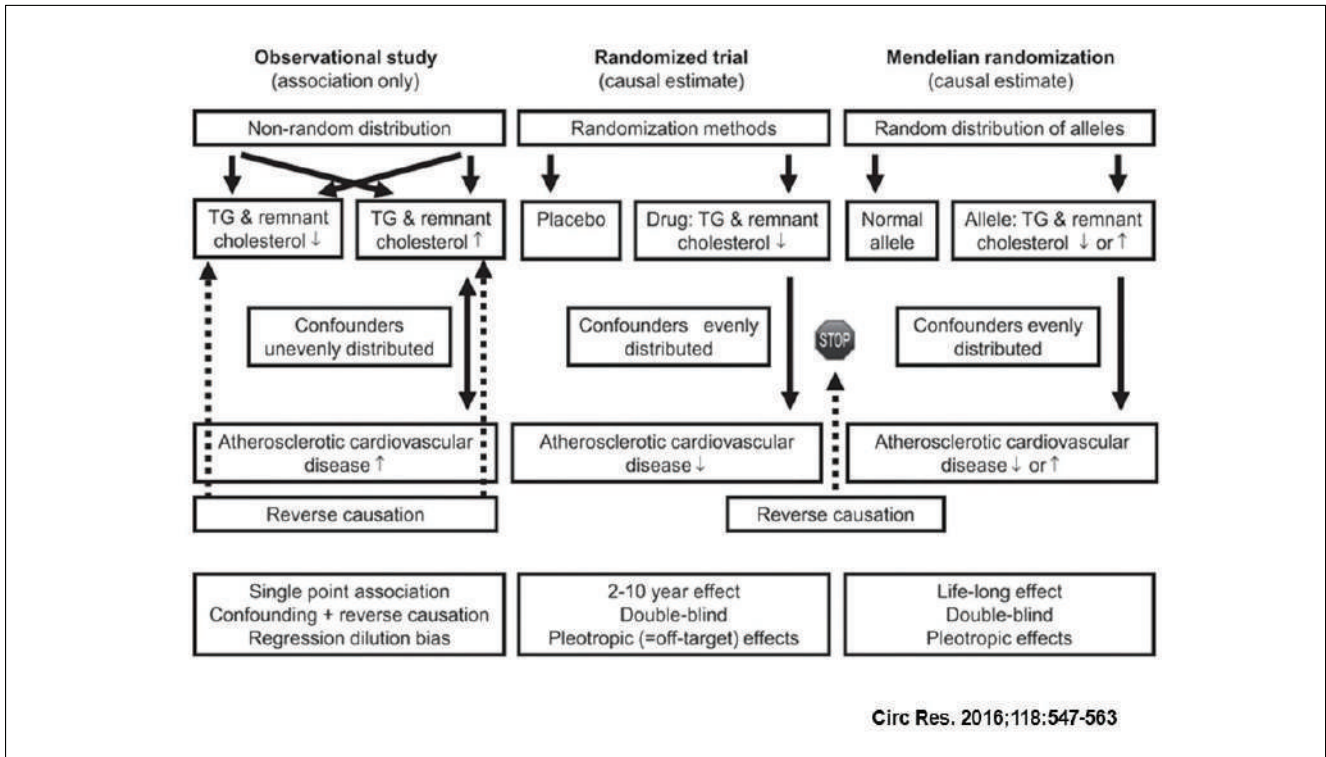 Observational study
(association only)
Randomized trial
(causal estimate)
Mendelian randomization
(causal estimate)
Non-random distribution
Randomization methods
Random distribution of alleles
TG & remnant
cholesterol ↓
TG & remnant
cholesterol ↑
Placebo
Drug: TG & remnant
cholesterol ↓
Normal
allele
Allele: TG & remnant
cholesterol ↓ or ↑
Confounders
unevenly distributed
Confounders evenly
distributed
STOP
Confounders evenly
distributed
Atherosclerotic cardiovascular
disease ↑
Atherosclerotic cardiovascular
disease ↓
Atherosclerotic cardiovascular
disease ↓ or ↑
Reverse causation
Reverse causation
Single point association
Confounding + reverse causation
Regression dilution bias
2-10 year effect
Double-blind
Pleotropic (=off-target) effects
Life-long effect
Double-blind
Pleotropic effects
Circ Res. 2016;118:547-563